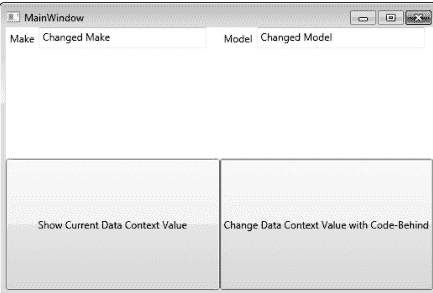 MainWindow
Make Changed Make Model Changed Model
Show Current Data Context Value Change Data Context Value with Code-Behind